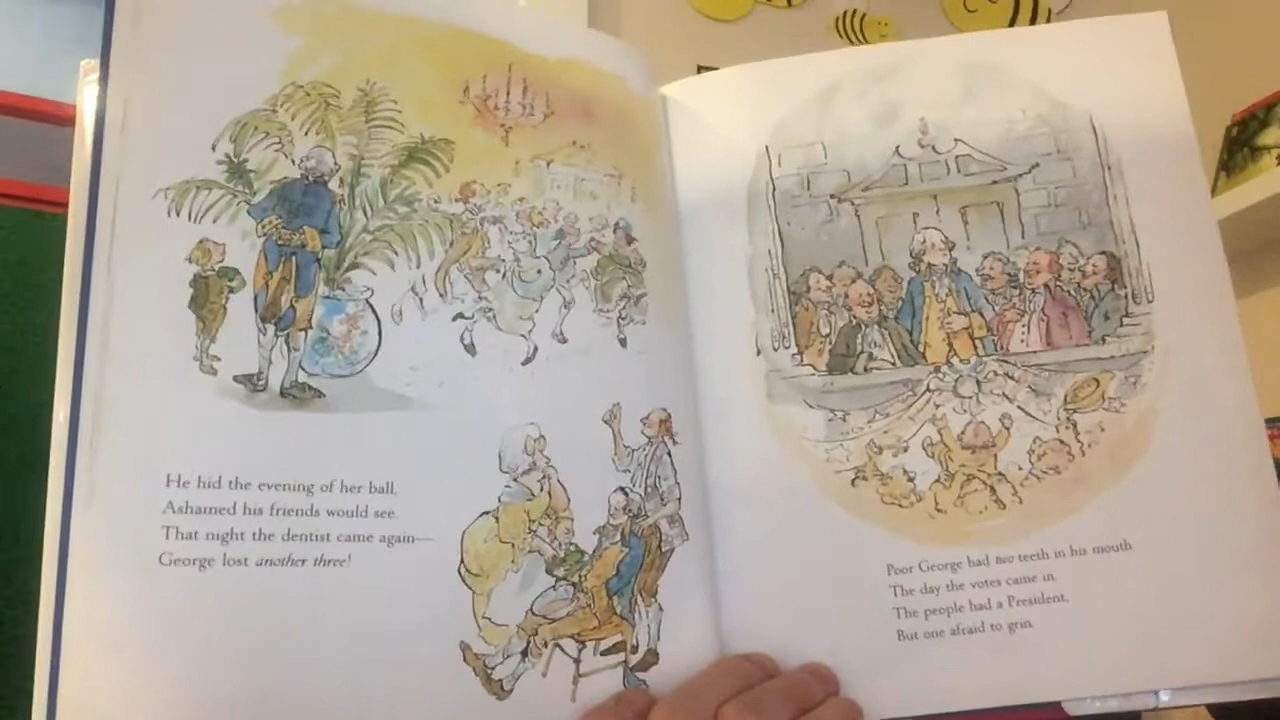 He hid the evening of her ball,
Ashamed his friends would see.
That night the dentist came again—
George lost another three!
Poor George had two teeth in his mouth
The day the votes came in.
The people had a President,
But one afraid to grin.